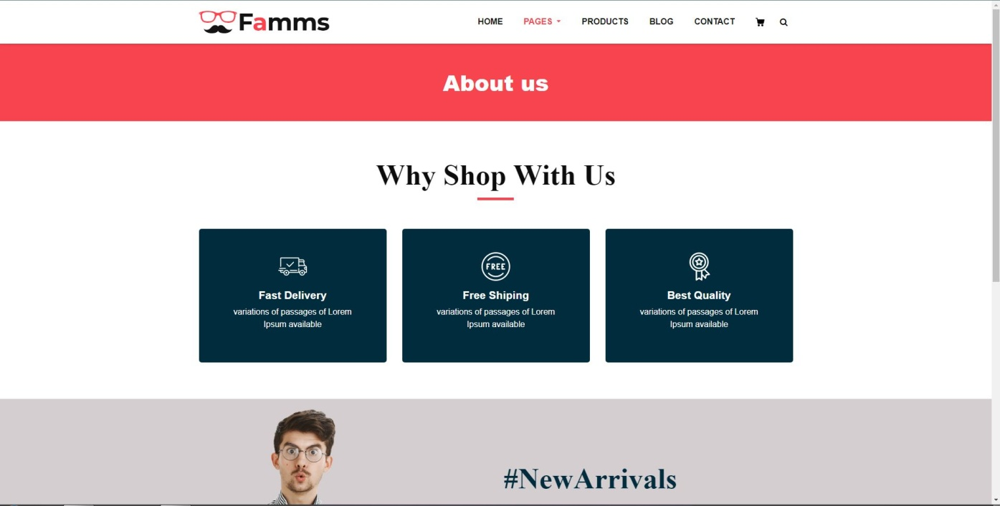 Famms
HOME PAGES PRODUCTS BLOG CONTACT
About us
Why Shop With Us
FREE
Fast Delivery
variations of passages of Lorem
Ipsum available
Free Shiping
variations of passages of Lorem
Ipsum available
Best Quality
variations of passages of Lorem
Ipsum available
#NewArrivals